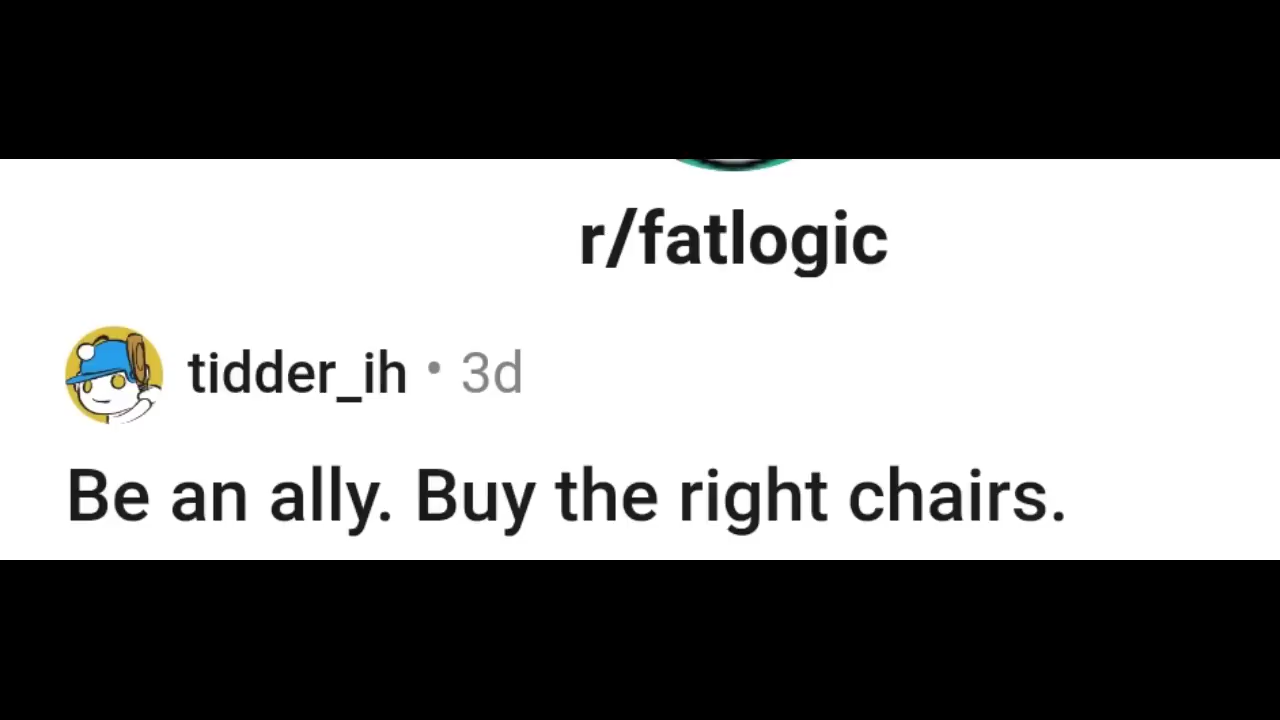 r/fatlogic
tidder_ih • 3d
Be an ally. Buy the right chairs.